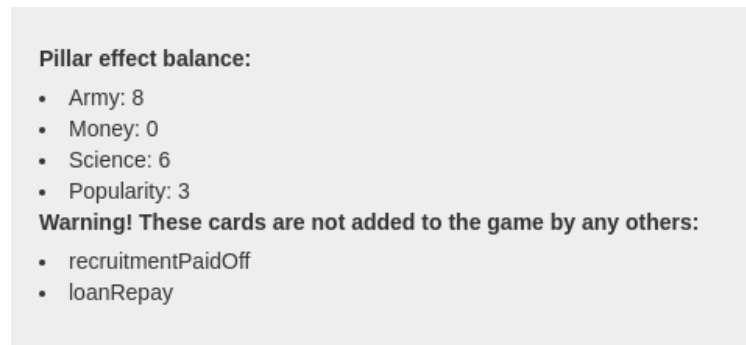 Pillar effect balance:
• Army: 8
• Money: 0
• Science: 6
• Popularity: 3
Warning! These cards are not added to the game by any others:
• recruitmentPaidOff
• loanRepay